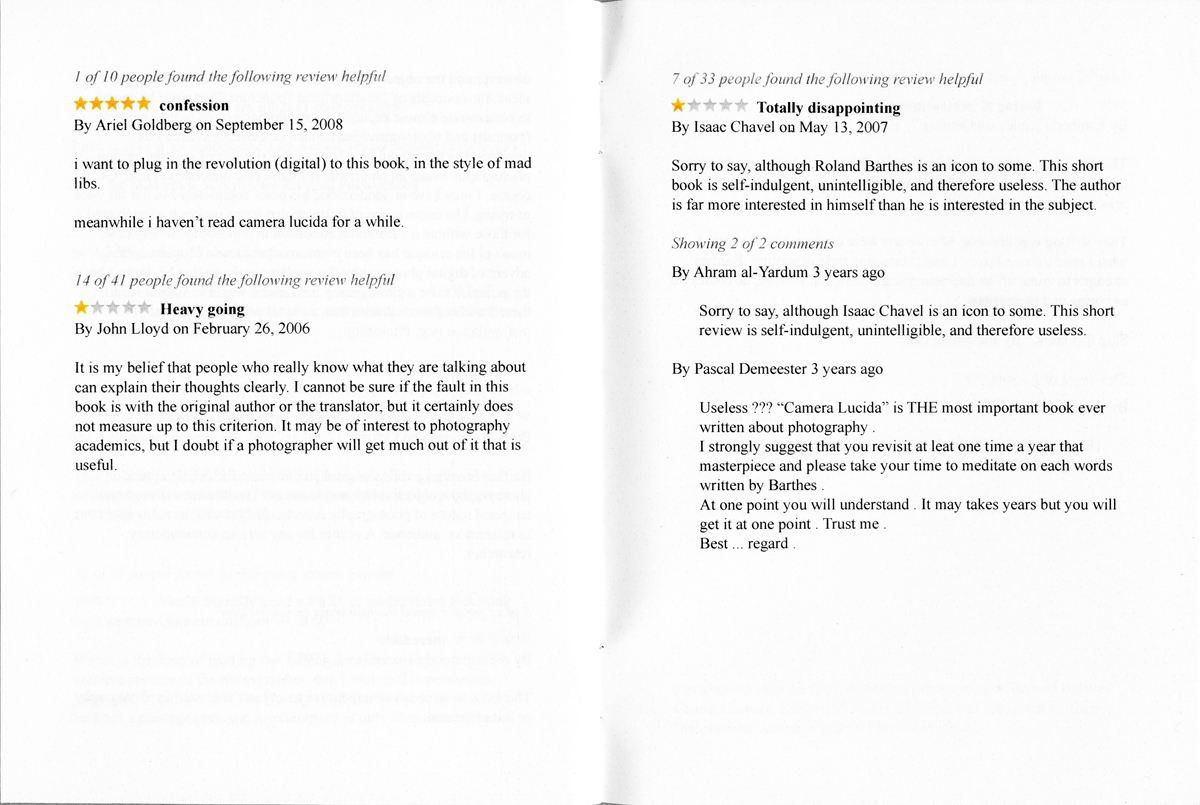 1 of 10 people found the following review helpful
confession
By Ariel Goldberg on September 15, 2008
i want to plug in the revolution (digital) to this book, in the style of mad
libs.
meanwhile i haven't read camera lucida for a while.
14 of 41 people found the following review helpful
Heavy going
By John Lloyd on February 26, 2006
It is my belief that people who really know what they are talking about
can explain their thoughts clearly. I cannot be sure if the fault in this
book is with the original author or the translator, but it certainly does
not measure up to this criterion. It may be of interest to photography
academics, but I doubt if a photographer will get much out of it that is
useful.
7 of 33 people found the following review helpful
Totally disappointing
By Isaac Chavel on May 13, 2007
Sorry to say, although Roland Barthes is an icon to some. This short
book is self-indulgent, unintelligible, and therefore useless. The author
is far more interested in himself than he is interested in the subject.
Showing 2 of 2 comments
By Ahram al-Yardum 3 years ago
Sorry to say, although Isaac Chavel is an icon to some. This short
review is self-indulgent, unintelligible, and therefore useless.
By Pascal Demeester 3 years ago
Useless ??? “Camera Lucida” is THE most important book ever
written about photography .
I strongly suggest that you revisit at leat one time a year that
masterpiece and please take your time to meditate on each words
written by Barthes .
At one point you will understand . It may takes years but you will
get it at one point . Trust me .
Best ... regard .